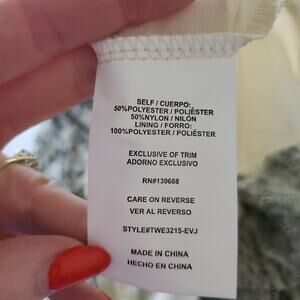 SELF / CUERPO:
50%POLYESTER / POLIÉSTER
50%NYLON / NILÓN
LINING / FORRO:
100%POLYESTER / POLIÉSTER
EXCLUSIVE OF TRIM
ADORNO EXCLUSIVO
RN#139688
CARE ON REVERSE
VER AL REVERSO
STYLE#TWE3215-EVJ
MADE IN CHINA
HECHO EN CHINA